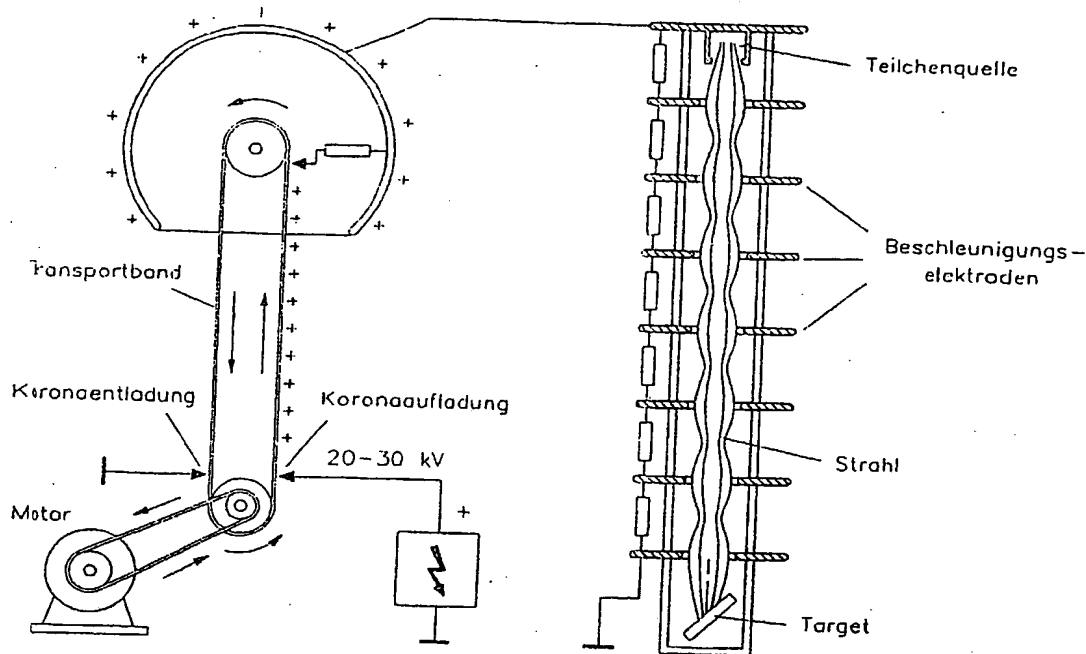 Teilchenquelle
Beschleunigungs-
elektroden
Transportband
Koronaentladung
Koronaaufladung
20-30 kV
Strahl
Motor
Target